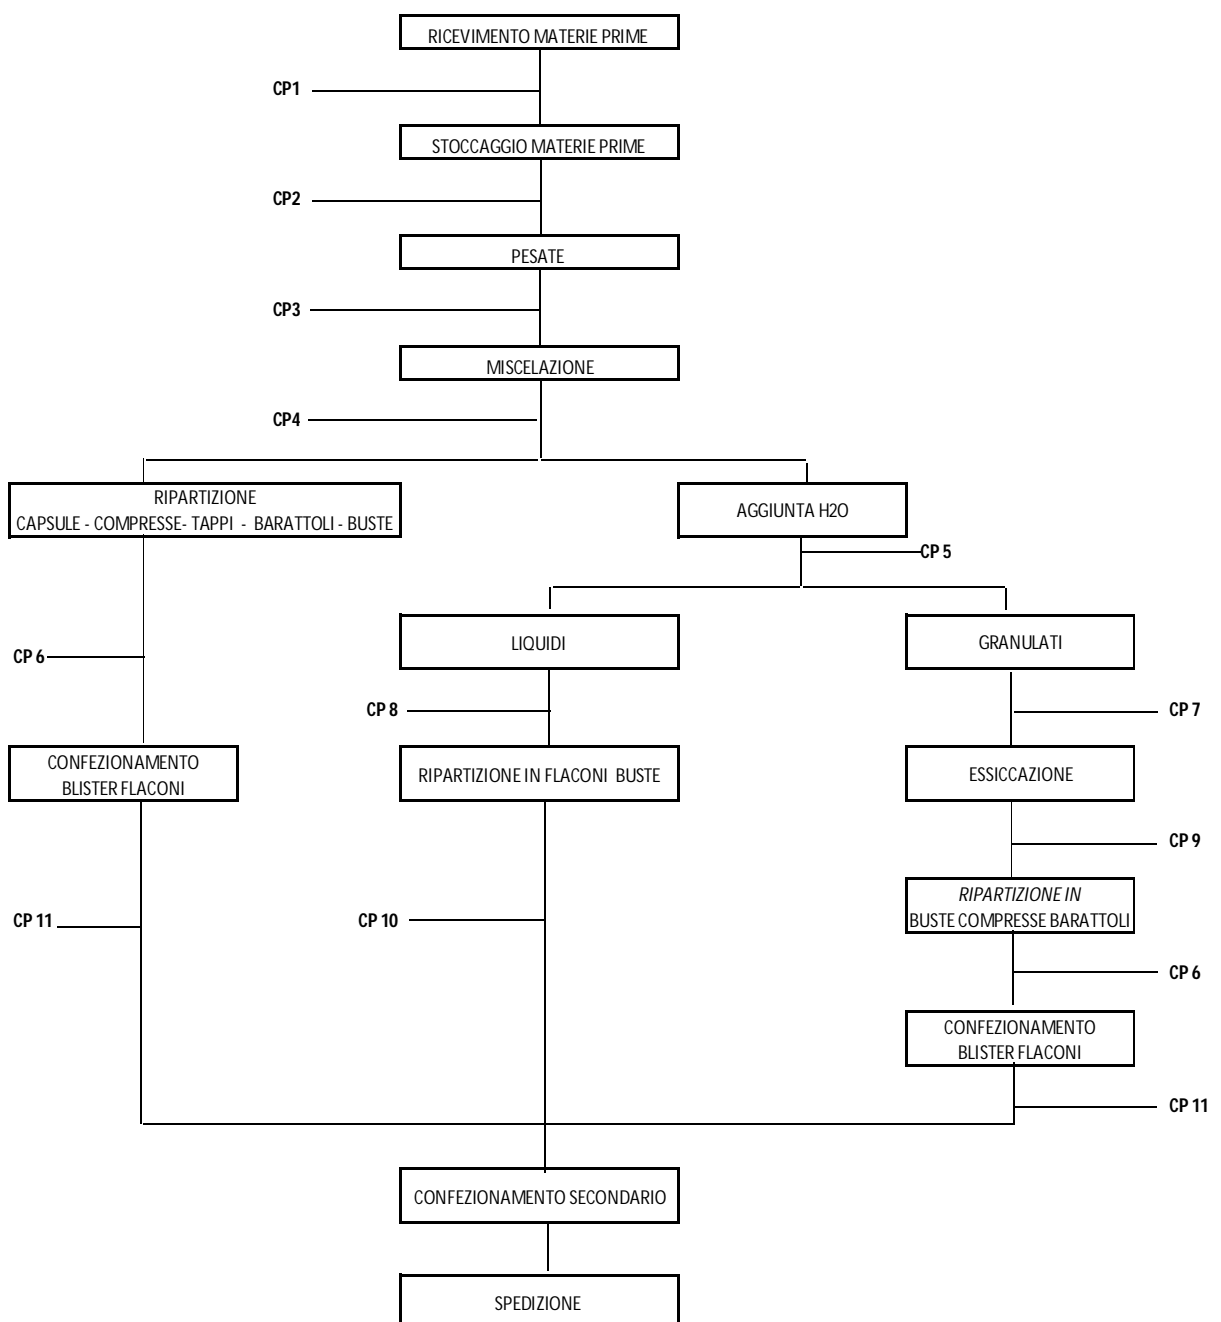 RICEVIMENTO MATERIE PRIME
CP1
STOCCAGGIO MATERIE PRIME
CP2
PESATE
CP3
MISCELAZIONE
CP4
RIPARTIZIONE
CAPSULE - COMPRESSE- TAPPI - BARATTOLI - BUSTE
AGGIUNTA H2O
CP 5
LIQUIDI
GRANULATI
CP 6
CP 8
CP 7
CONFEZIONAMENTO
BLISTER FLACONI
RIPARTIZIONE IN FLACONI BUSTE
ESSICCAZIONE
CP 9
RIPARTIZIONE IN
BUSTE COMPRESSE BARATTOLI
CP 11
CP 10
CP 6
CONFEZIONAMENTO
BLISTER FLACONI
CP 11
CONFEZIONAMENTO SECONDARIO
SPEDIZIONE